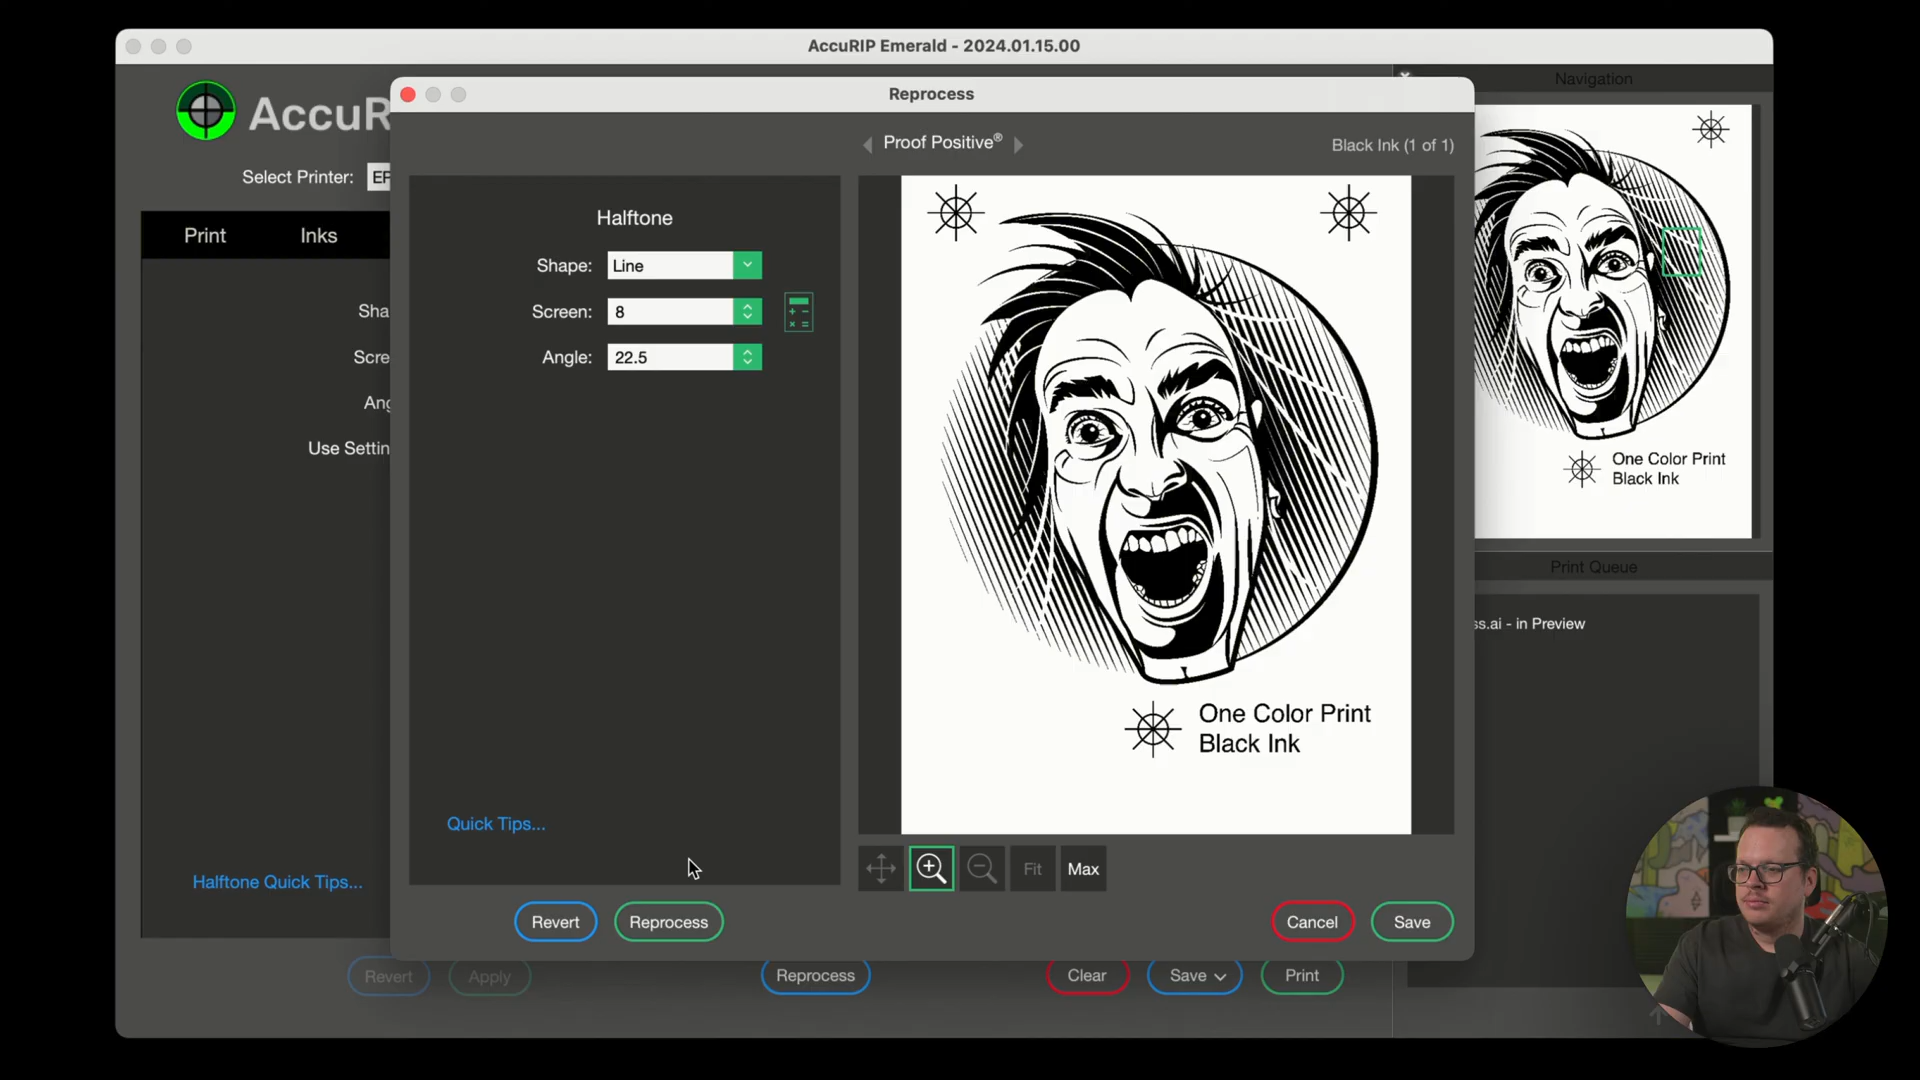 AccuRIP Emerald - 2024.01.15.00
Reprocess
Navigation
AccuR
Proof Positive®
Black Ink (1 of 1)
Select Printer: EP
Print Inks
Halftone
Shape: Line
Screen: 8
Angle: 22.5
Sha
Scre
Ang
Use Settin
One Color Print
Black Ink
Print Queue
ss.ai - in Preview
One Color Print
Black Ink
Quick Tips...
Halftone Quick Tips...
Fit
Max
Revert
Reprocess
Cancel
Save
Revert
Apply
Reprocess
Clear
Save
Print